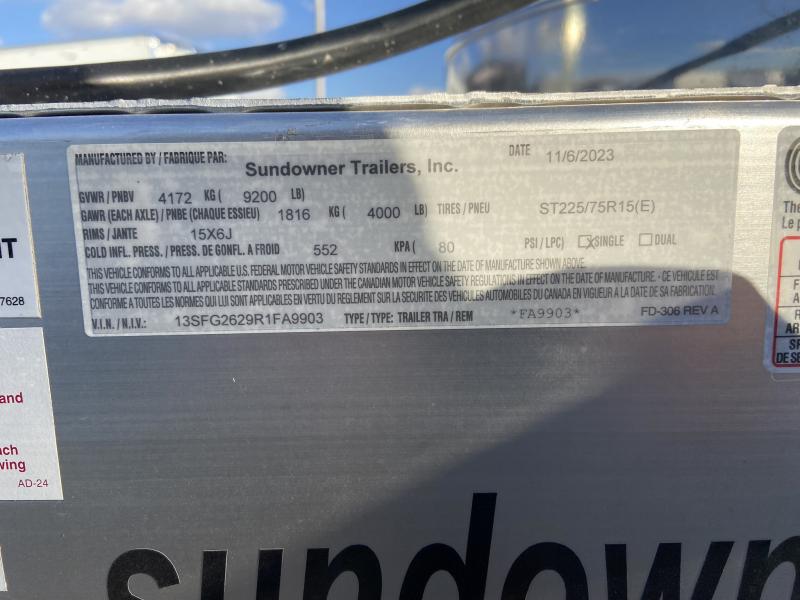 MANUFACTURED BY / FABRIQUE PAR: Sundowner Trailers, Inc. DATE 11/6/2023
GVWR / PNBV 4172 KG ( 9200 LB)
GAWR (EACH AXLE) / PNBE (CHAQUE ESSIEU) 1816 KG ( 4000 LB) TIRES / PNEU ST225/75R15(E)
RIMS / JANTE 15X6J
COLD INFL. PRESS. / PRESS. DE GONFL. A FROID 552 KPA ( 80 PSI / LPC) SINGLE DUAL
THIS VEHICLE CONFORMS TO ALL APPLICABLE U.S. FEDERAL MOTOR VEHICLE SAFETY STANDARDS IN EFFECT ON THE DATE OF MANUFACTURE SHOWN ABOVE.
THIS VEHICLE CONFORMS TO ALL APPLICABLE STANDARDS PRESCRIBED UNDER THE CANADIAN MOTOR VEHICLE SAFETY REGULATIONS IN EFFECT ON THE DATE OF MANUFACTURE. - CE VEHICULE EST
CONFORME A TOUTES LES NORMES QUI LUI SONT APPLICABLES EN VERTU DU REGLEMENT SUR LA SECURITE DES VEHICULES AUTOMOBILES DU CANADA EN VIGUEUR A LA DATE DE SA FABRICATION.
V.I.N. / N.I.V.: 13SFG2629R1FA9903 TYPE / TYPE: TRAILER TRA / REM *FA9903* FD-306 REV A
7628
and
ach
wing
AD-24
The
Le p
F
A
R
AR
SP
DE SE
sundown